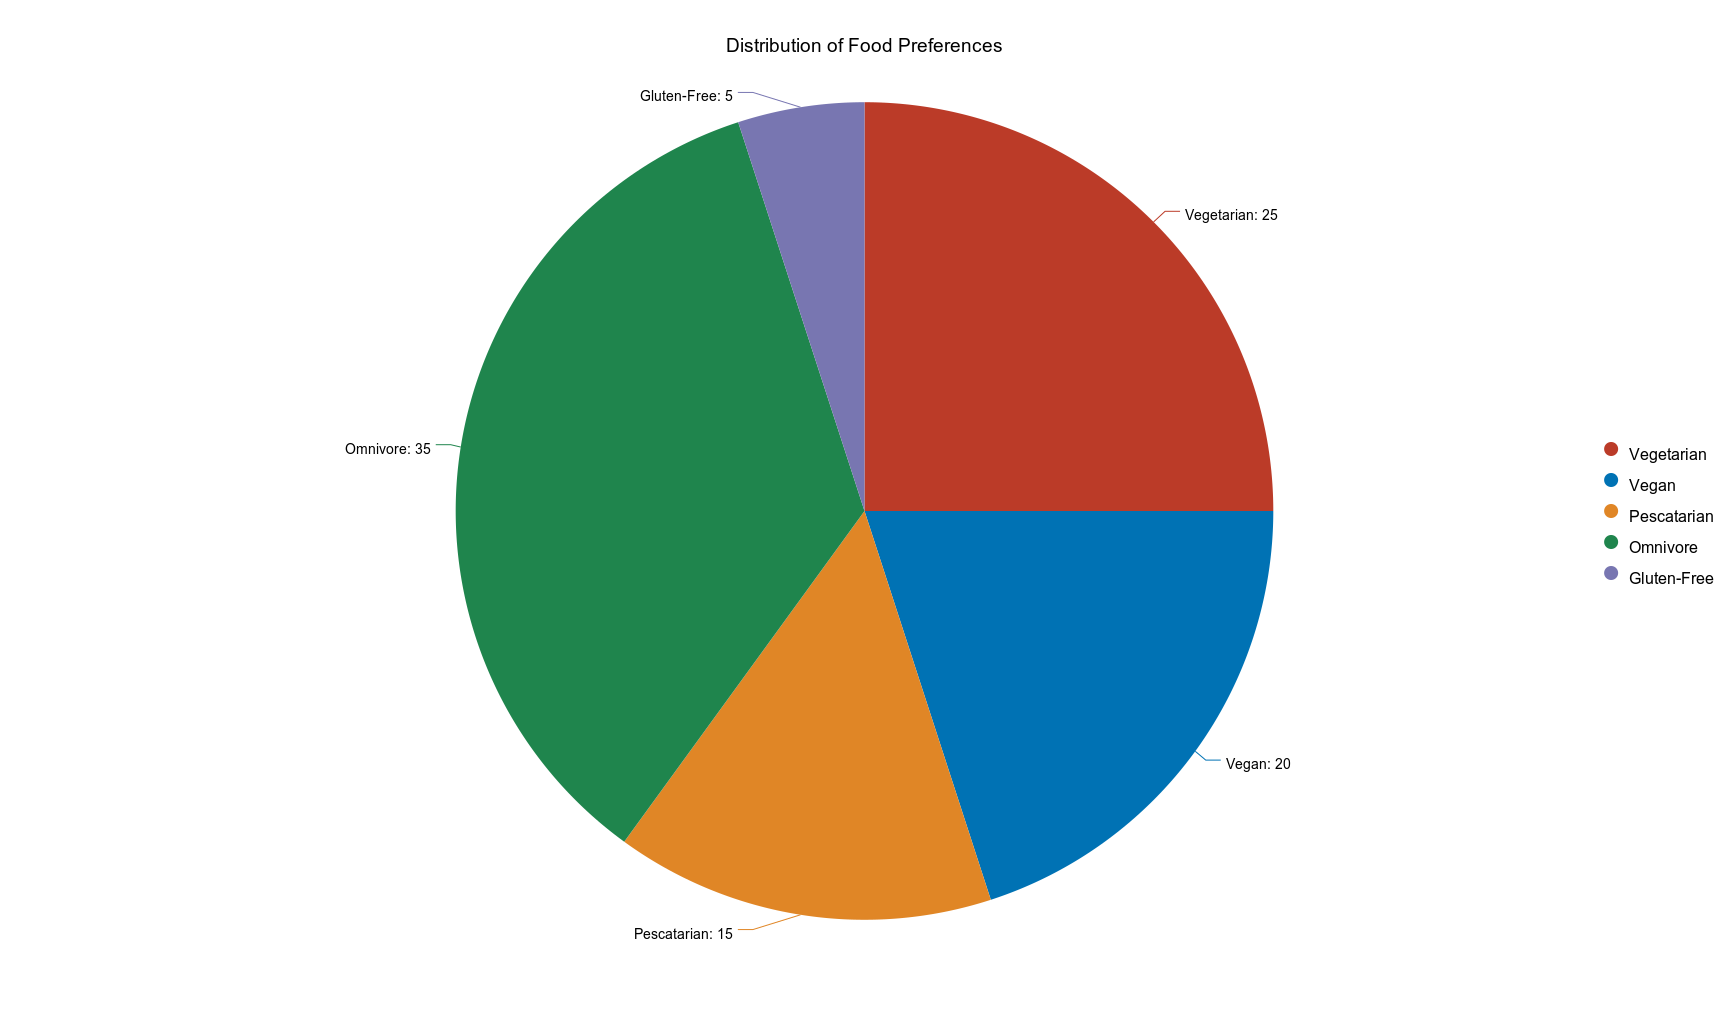 Distribution of Food Preferences
Gluten-Free: 5
Vegetarian: 25
Omnivore: 35
Vegan: 20
Pescatarian: 15
Vegetarian
Vegan
Pescatarian
Omnivore
Gluten-Free